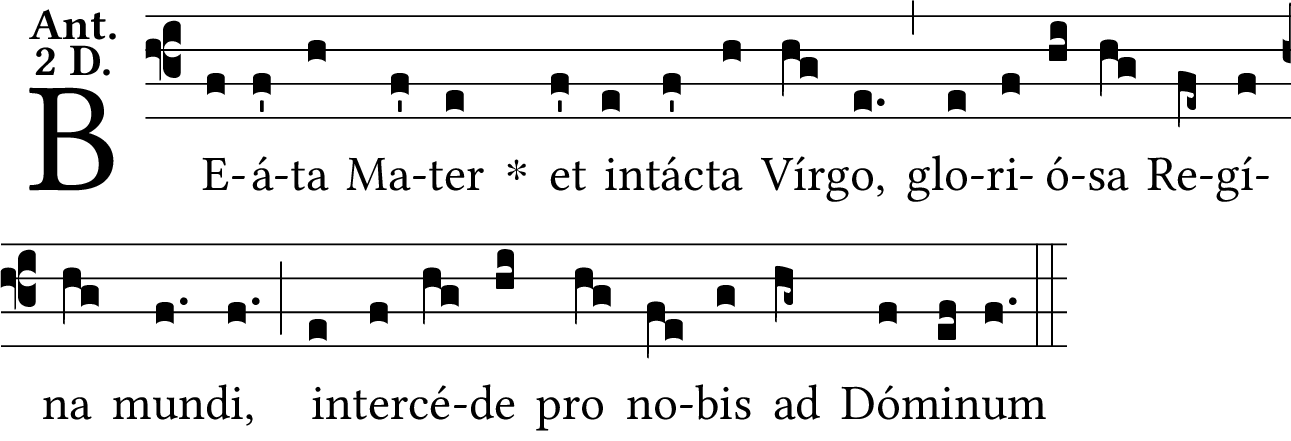 Ant.
2 D.
BE-á-ta Ma-ter * et intácta Vírgo, glo-ri-ó-sa Re-gí-
na mundi, intercé-de pro no-bis ad Dóminum